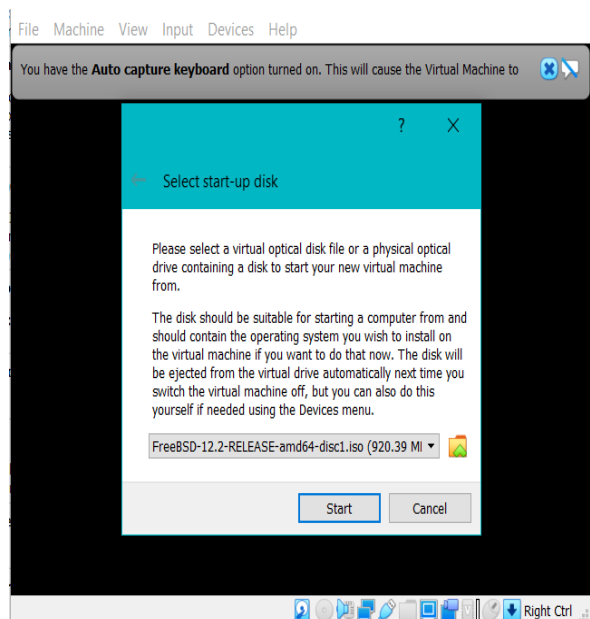 File Machine View Input Devices Help
You have the Auto capture keyboard option turned on. This will cause the Virtual Machine to
? X
Select start-up disk
Please select a virtual optical disk file or a physical optical
drive containing a disk to start your new virtual machine
from.
The disk should be suitable for starting a computer from and
should contain the operating system you wish to install on
the virtual machine if you want to do that now. The disk will
be ejected from the virtual drive automatically next time you
switch the virtual machine off, but you can also do this
yourself if needed using the Devices menu.
FreeBSD-12.2-RELEASE-amd64-disc1.iso (920.39 MI
Start Cancel
Right Ctrl